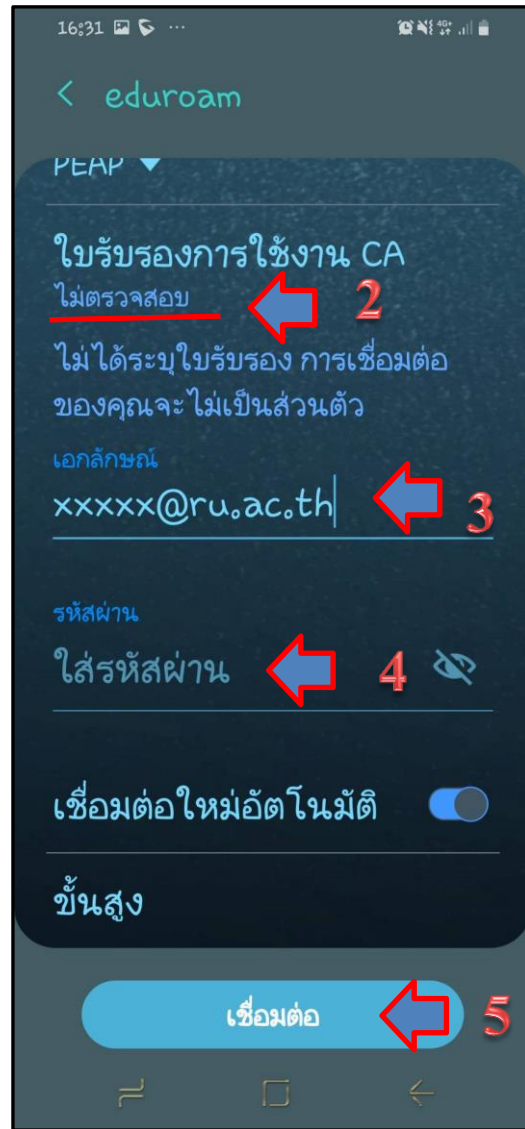 16:31
4G+
< eduroam
PEAP
ใบรับรองการใช้งาน CA
ไม่ตรวจสอบ
2
ไม่ได้ระบุใบรับรอง การเชื่อมต่อ
ของคุณจะไม่เป็นส่วนตัว
เอกลักษณ์
xxxxx@ru.ac.th
3
รหัสผ่าน
ใส่รหัสผ่าน
4
เชื่อมต่อใหม่อัตโนมัติ
ขั้นสูง
เชื่อมต่อ
5